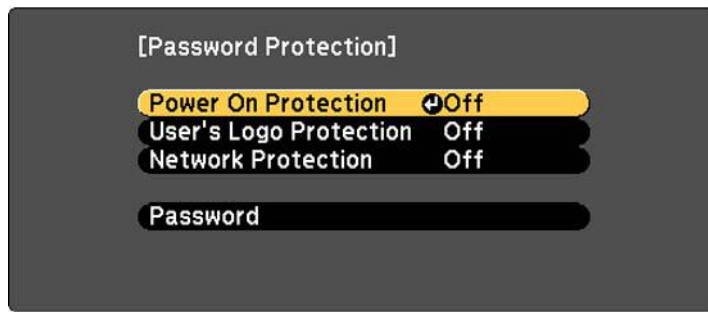 [Password Protection]
Power On Protection Off
User's Logo Protection Off
Network Protection Off
Password